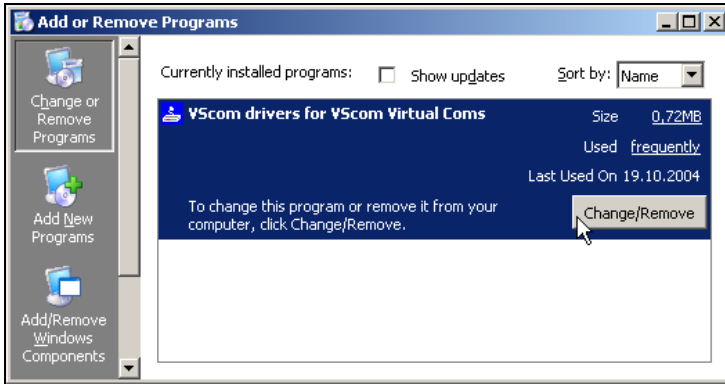 Add or Remove Programs
Change or
Remove
Programs
Add New
Programs
Add/Remove
Windows
Components
Currently installed programs: Show updates Sort by: Name
VScom drivers for VScom Virtual Coms Size 0,72MB
Used frequently
Last Used On 19.10.2004
To change this program or remove it from your
computer, click Change/Remove.
Change/Remove